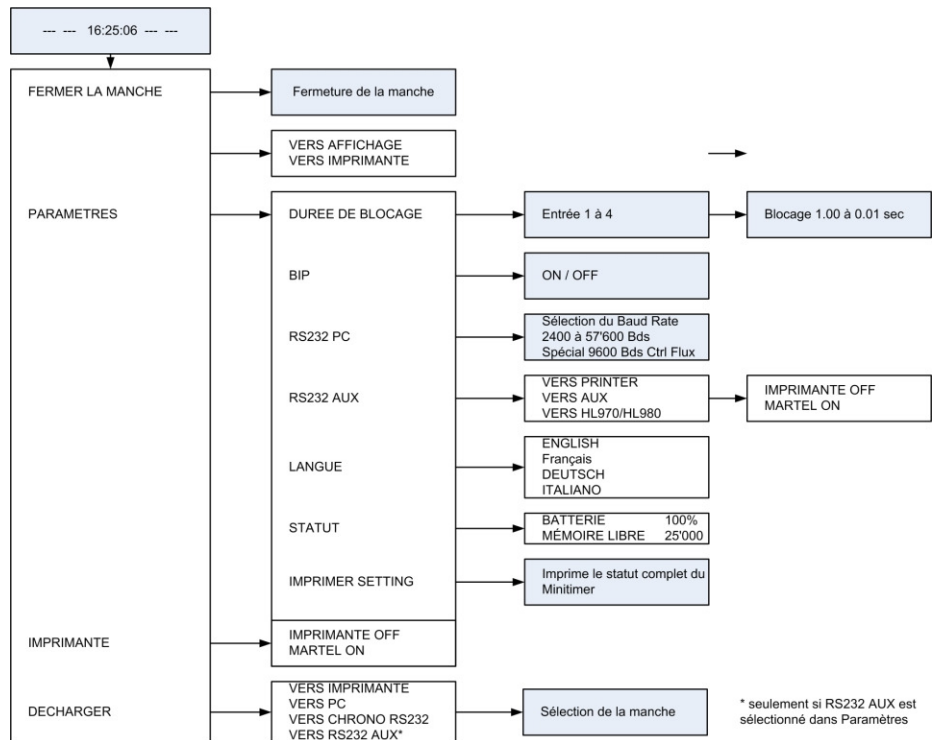 --- --- 16:25:06 --- ---
FERMER LA MANCHE
Fermeture de la manche
VERS AFFICHAGE
VERS IMPRIMANTE
PARAMETRES
DUREE DE BLOCAGE
Entrée 1 à 4
Blocage 1.00 à 0.01 sec
BIP
ON / OFF
RS232 PC
Sélection du Baud Rate
2400 à 57'600 Bds
Spécial 9600 Bds Ctrl Flux
RS232 AUX
VERS PRINTER
VERS AUX
VERS HL970/HL980
IMPRIMANTE OFF
MARTEL ON
LANGUE
ENGLISH
Français
DEUTSCH
ITALIANO
STATUT
BATTERIE 100%
MÉMOIRE LIBRE 25'000
IMPRIMER SETTING
Imprime le statut complet du
Minitimer
IMPRIMANTE
IMPRIMANTE OFF
MARTEL ON
DECHARGER
VERS IMPRIMANTE
VERS PC
VERS CHRONO RS232
VERS RS232 AUX*
Sélection de la manche
* seulement si RS232 AUX est
sélectionné dans Paramètres